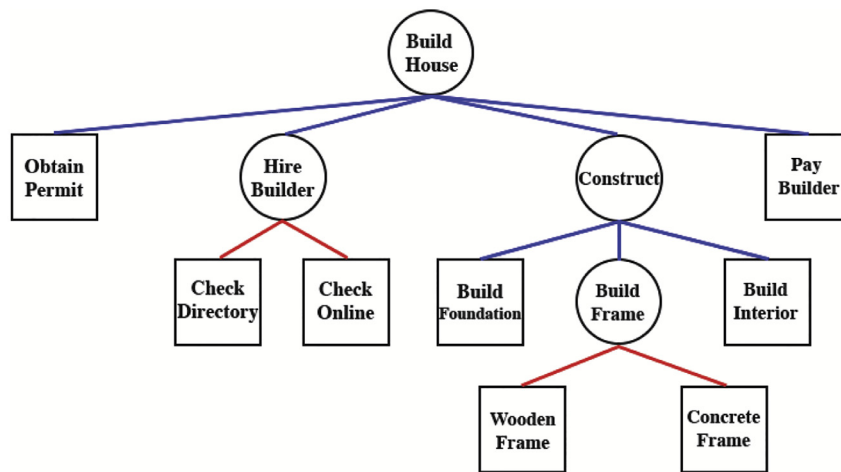 Build
House
Obtain
Permit
Hire
Builder
Construct
Pay
Builder
Check
Directory
Check
Online
Build
Foundation
Build
Frame
Build
Interior
Wooden
Frame
Concrete
Frame